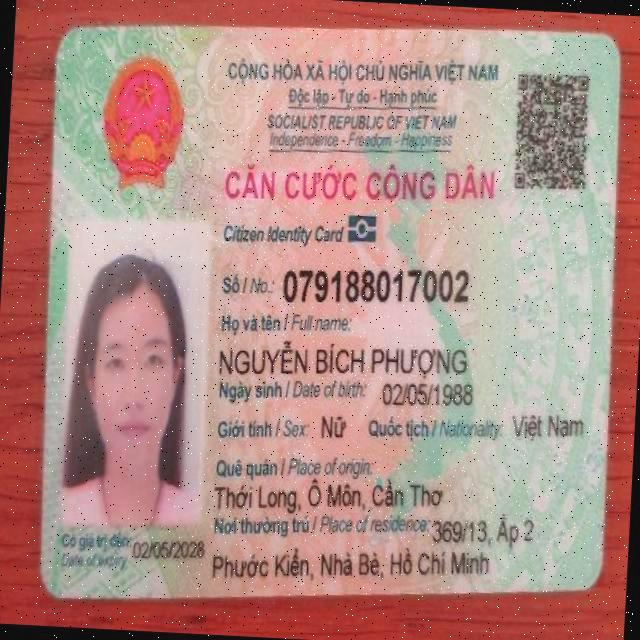 CỘNG HÒA XÃ HỘI CHỦ NGHĨA VIỆT NAM
Độc lập - Tự do - Hạnh phúc
SOCIALIST REPUBLIC OF VIET NAM
Independence - Freedom - Happiness
CĂN CƯỚC CÔNG DÂN
Citizen Identity Card
Số / No.: 079188017002
Họ và tên / Full name:
NGUYỄN BÍCH PHƯỢNG
Ngày sinh / Date of birth: 02/05/1988
Giới tính / Sex: Nữ Quốc tịch / Nationality: Việt Nam
Quê quán / Place of origin:
Thới Long, Ô Môn, Cần Thơ
Nơi thường trú / Place of residence: 369/13, Ấp 2
Phước Kiển, Nhà Bè, Hồ Chí Minh
Có giá trị đến: 02/05/2028
Date of expiry